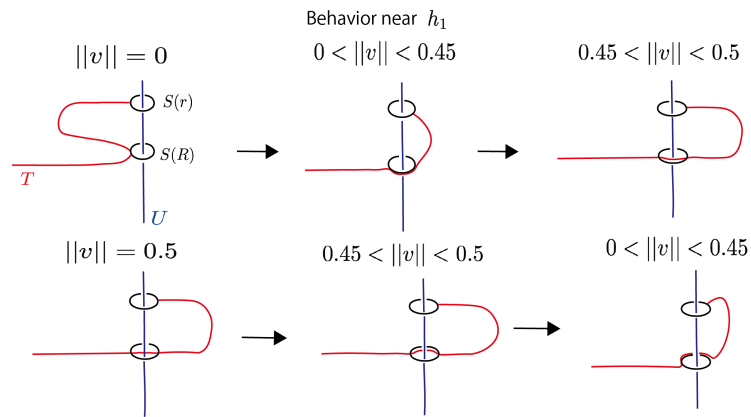 Behavior near h₁
||v|| = 0
0 < ||v|| < 0.45
0.45 < ||v|| < 0.5
S(r)
S(R)
T
U
||v|| = 0.5
0.45 < ||v|| < 0.5
0 < ||v|| < 0.45